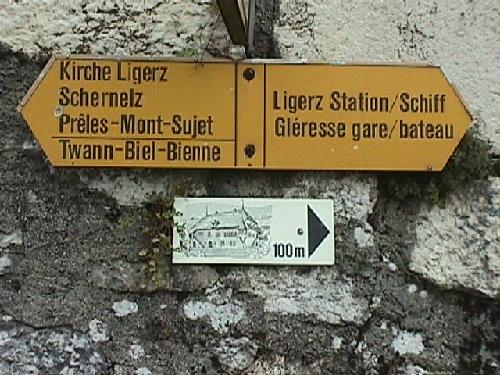 Kirche Ligerz
Schernelz
Prêles-Mont-Sujet
Twann-Biel-Bienne
Ligerz Station/Schiff
Gléresse gare/bateau
100m